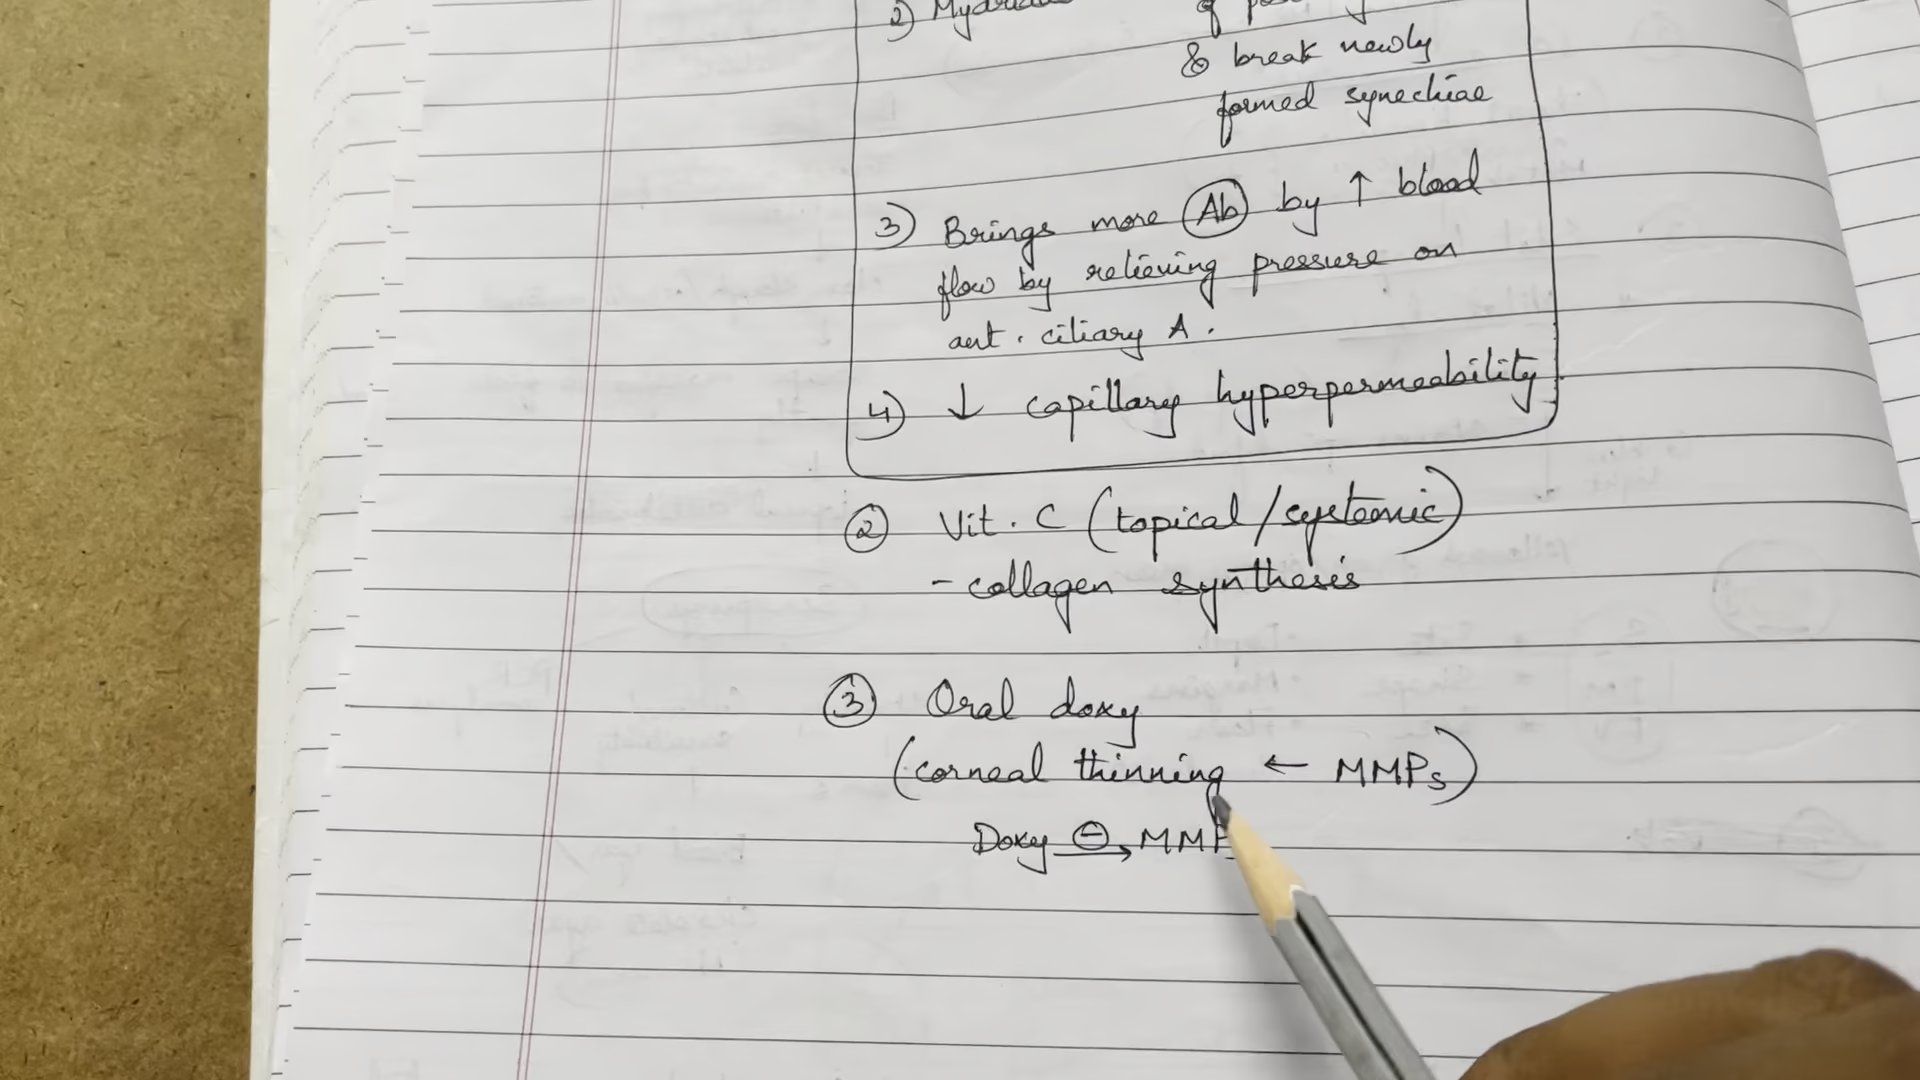 2)
& break newly
formed synechiae
3) Brings more Ab by ↑ blood
flow by relieving pressure on
ant. ciliary A.
4) ↓ capillary hyperpermeability
② Vit. C (topical/systemic)
- collagen synthesis
③ Oral doxy
(corneal thinning ← MMPs)
Doxy ⊖→ MMP